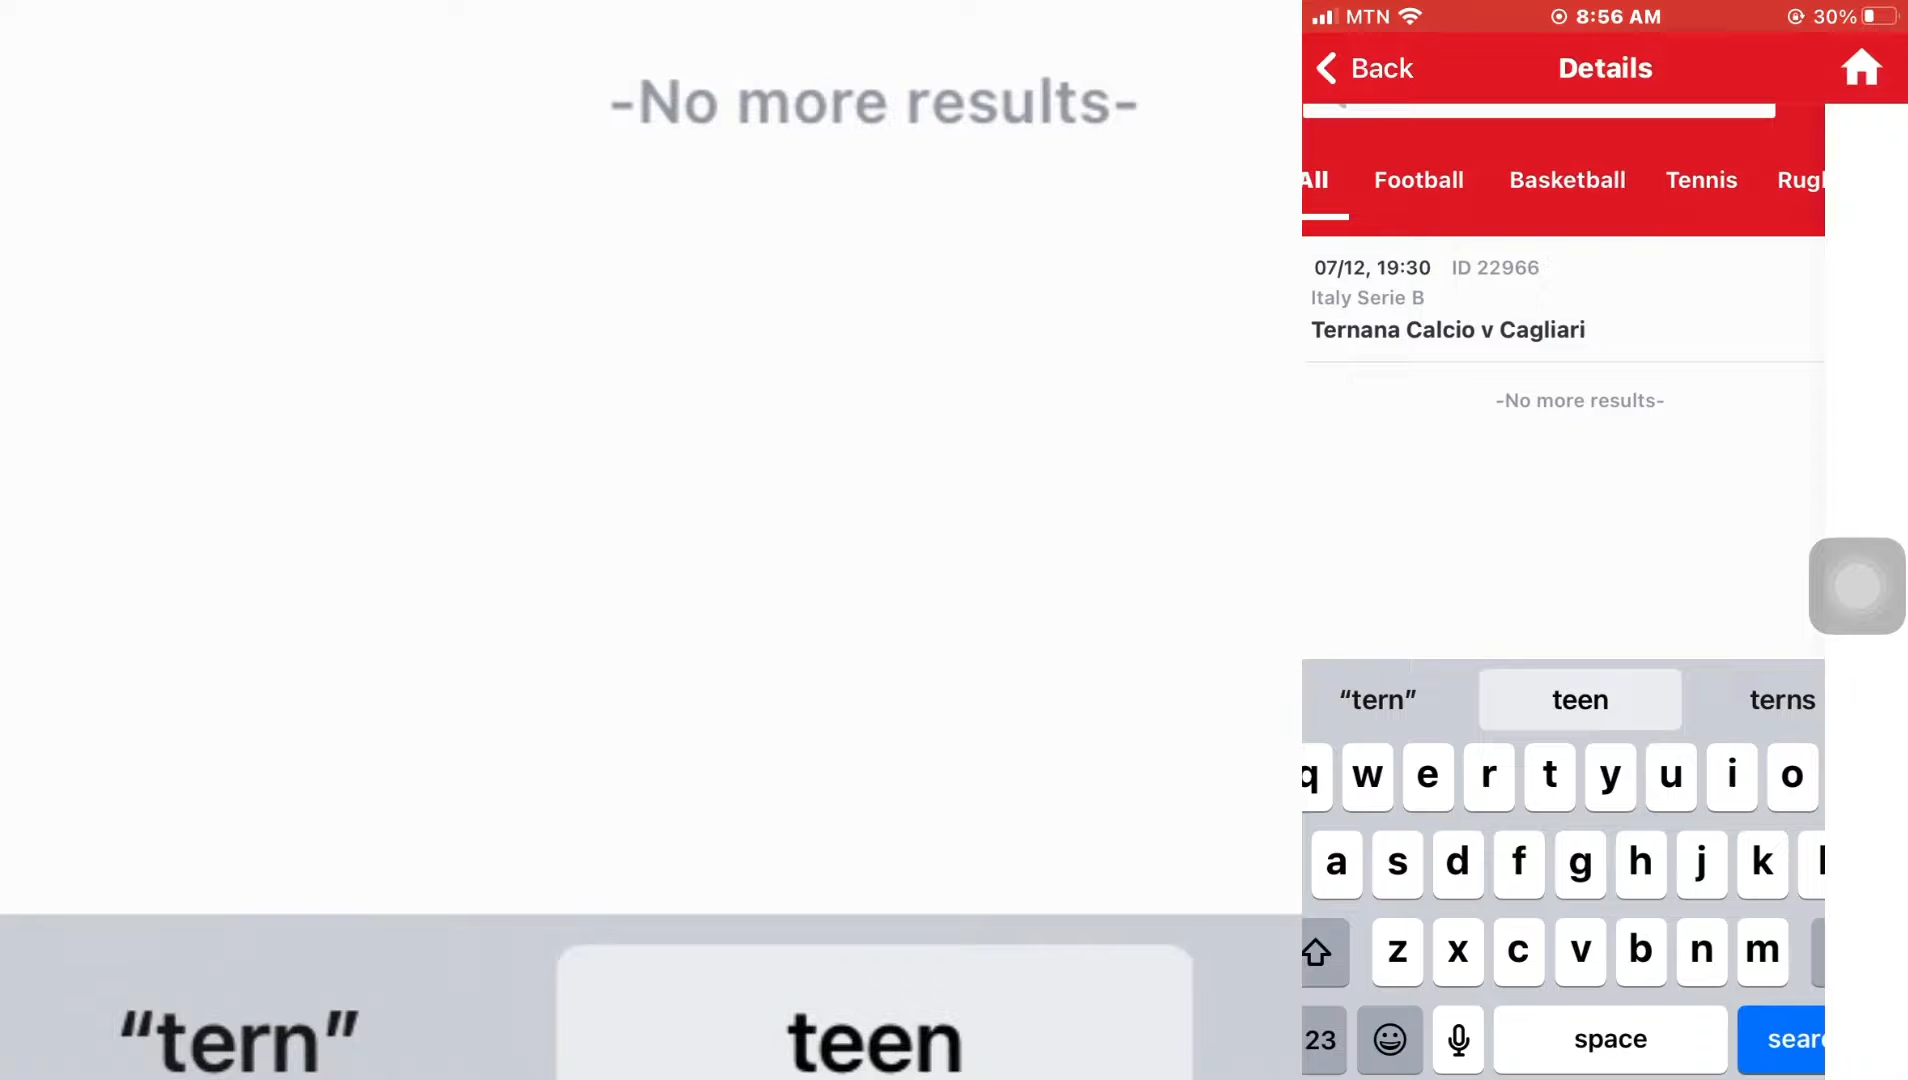 -No more results-
“tern” teen
MTN 8:56 AM 30%
Back Details
All Football Basketball Tennis
07/12, 19:30 ID 22966
Italy Serie B
Ternana Calcio v Cagliari
-No more results-
“tern” teen terns
q w e r t y u i o
a s d f g h j k l
z x c v b n m
23 space sear